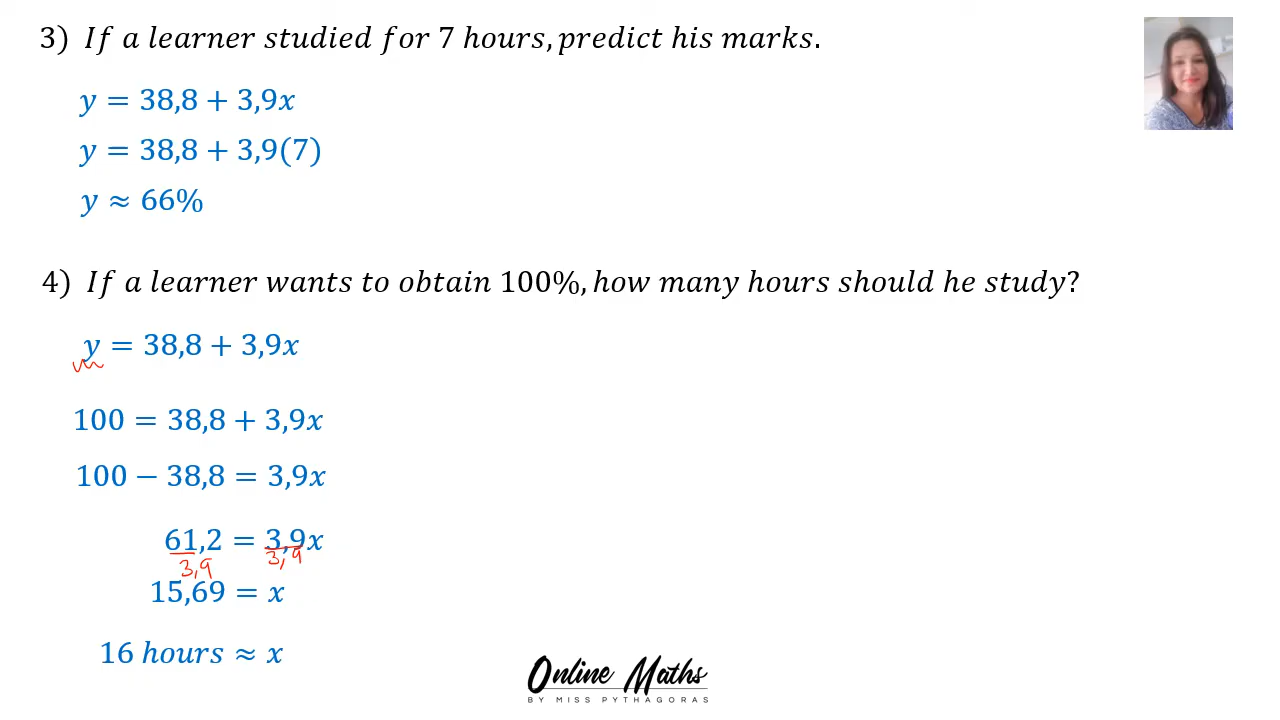 3) If a learner studied for 7 hours, predict his marks.
y = 38,8 + 3,9x
y = 38,8 + 3,9(7)
y ≈ 66%
4) If a learner wants to obtain 100%, how many hours should he study?
y = 38,8 + 3,9x
100 = 38,8 + 3,9x
100 − 38,8 = 3,9x
61,2 = 3,9x
3,9 3,9
15,69 = x
16 hours ≈ x
Online Maths
BY MISS PYTHAGORAS